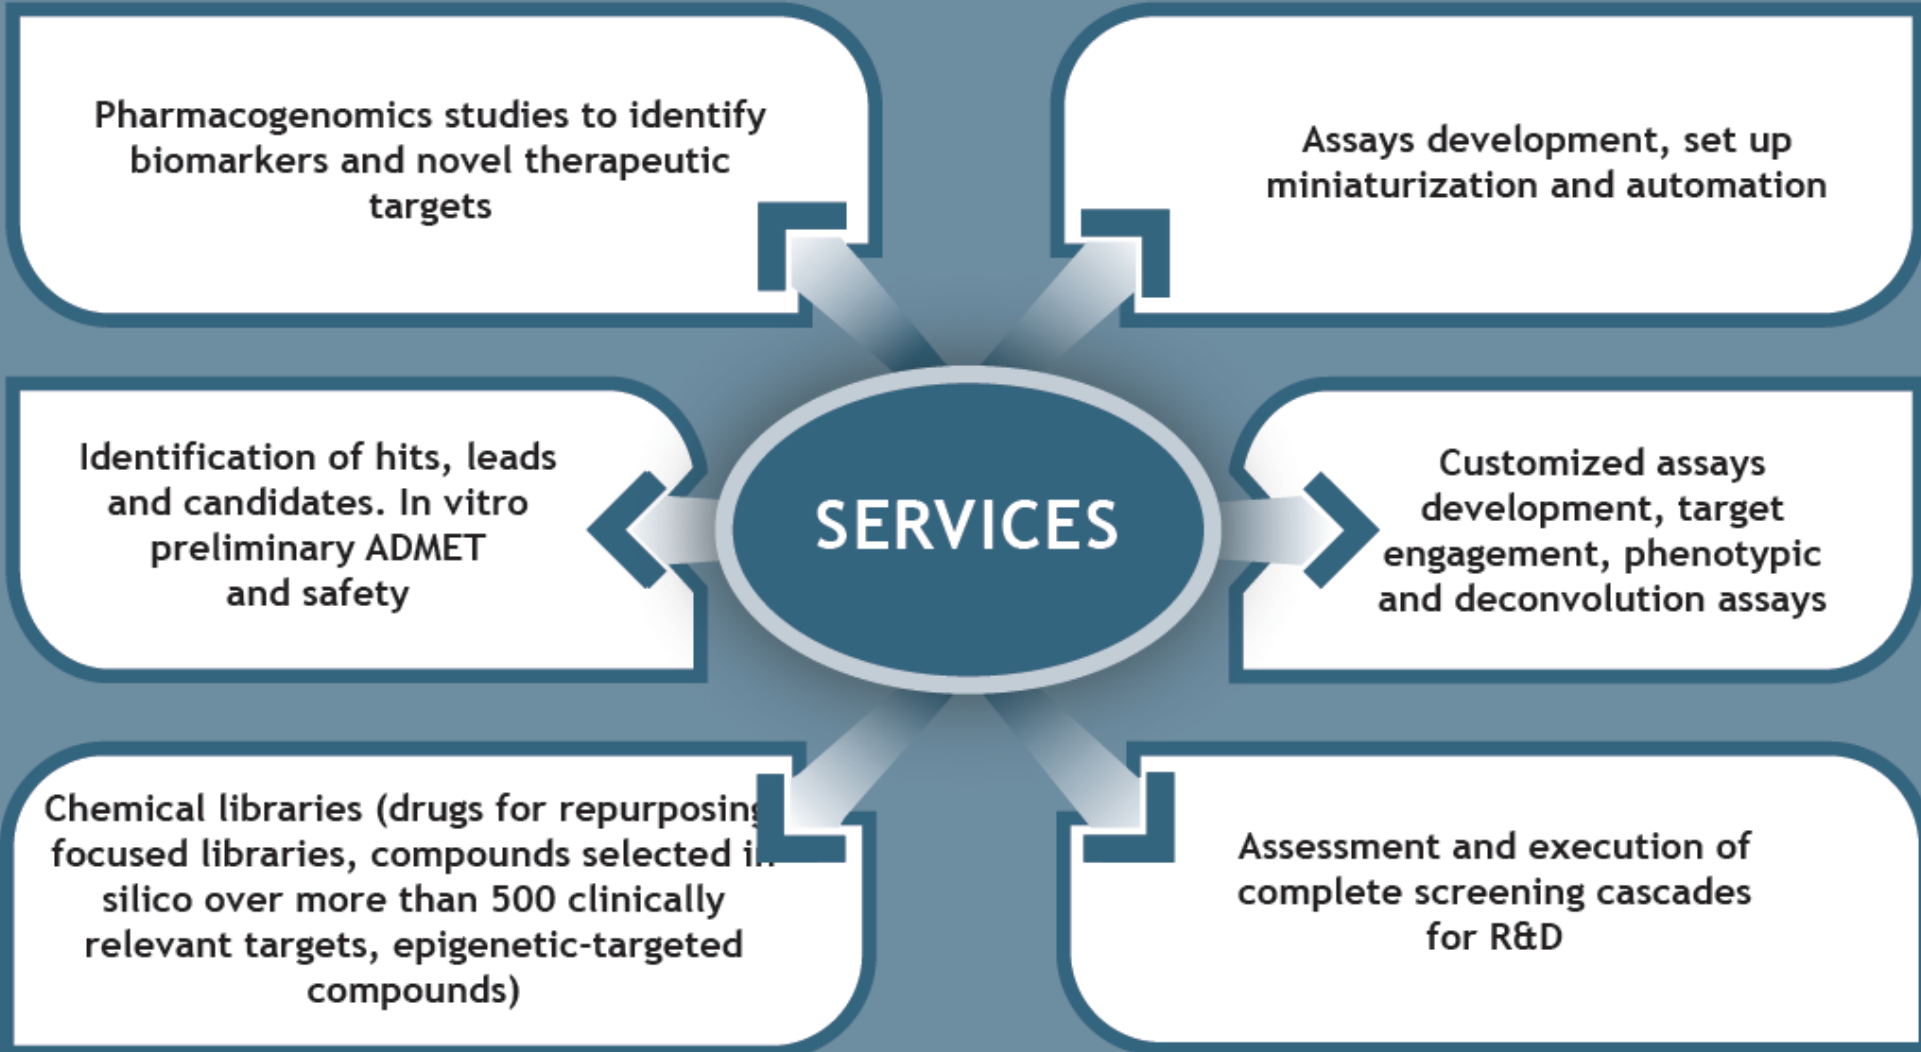 Pharmacogenomics studies to identify
biomarkers and novel therapeutic
targets
Assays development, set up
miniaturization and automation
Identification of hits, leads
and candidates. In vitro
preliminary ADMET
and safety
SERVICES
Customized assays
development, target
engagement, phenotypic
and deconvolution assays
Chemical libraries (drugs for repurposing
focused libraries, compounds selected in
silico over more than 500 clinically
relevant targets, epigenetic-targeted
compounds)
Assessment and execution of
complete screening cascades
for R&D